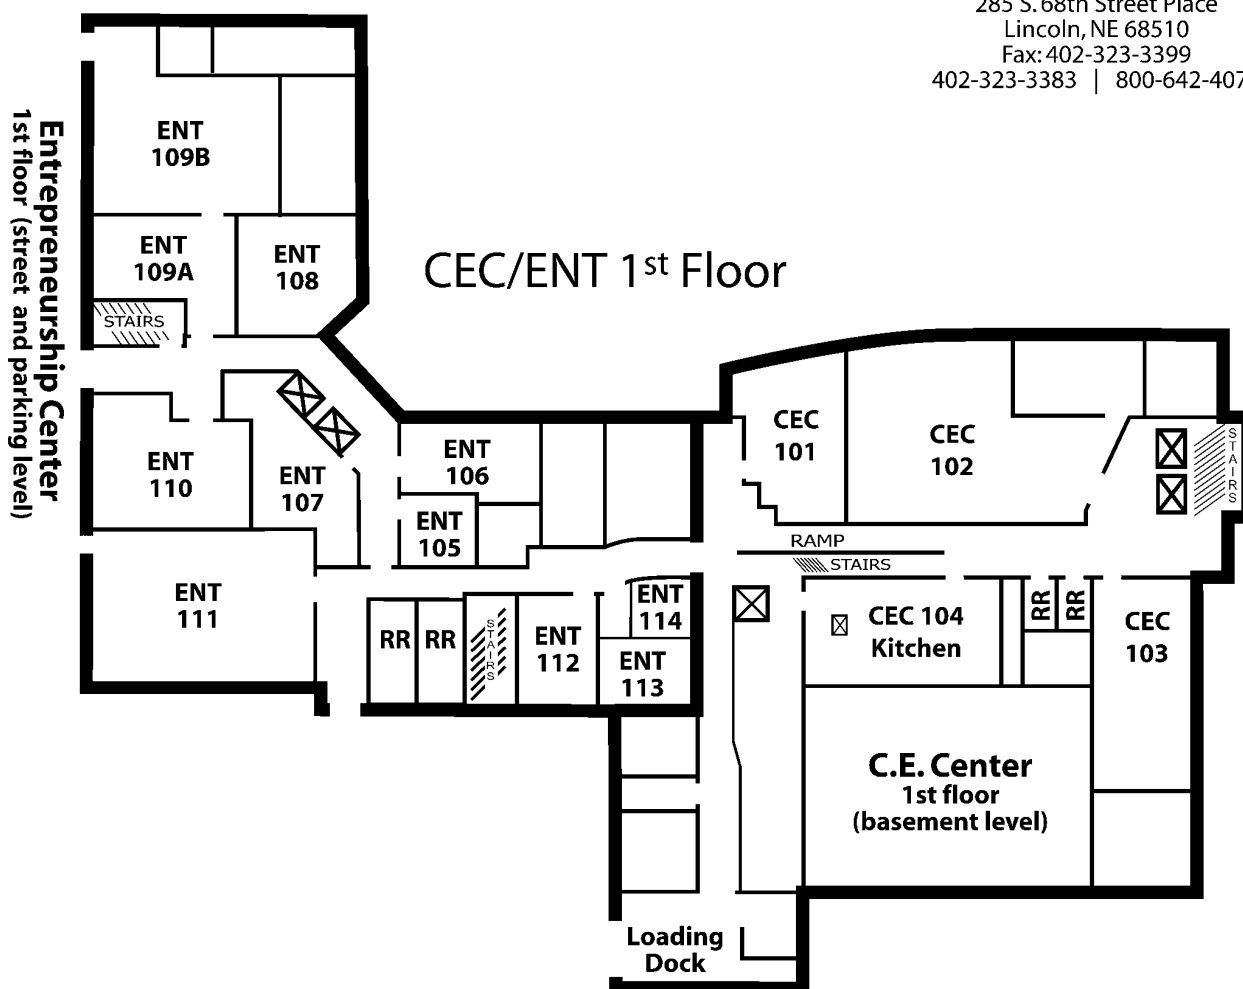 285 S. 68th Street Place
Lincoln, NE 68510
Fax: 402-323-3399
402-323-3383 | 800-642-407
Entrepreneurship Center
1st floor (street and parking level)
CEC/ENT 1st Floor
ENT
109B
ENT
109A
ENT
108
STAIRS
ENT
110
ENT
107
ENT
106
ENT
105
ENT
111
RR
RR
STAIRS
ENT
112
ENT
114
ENT
113
CEC
101
CEC
102
STAIRS
RAMP
STAIRS
CEC 104
Kitchen
RR
RR
CEC
103
C.E. Center
1st floor
(basement level)
Loading
Dock